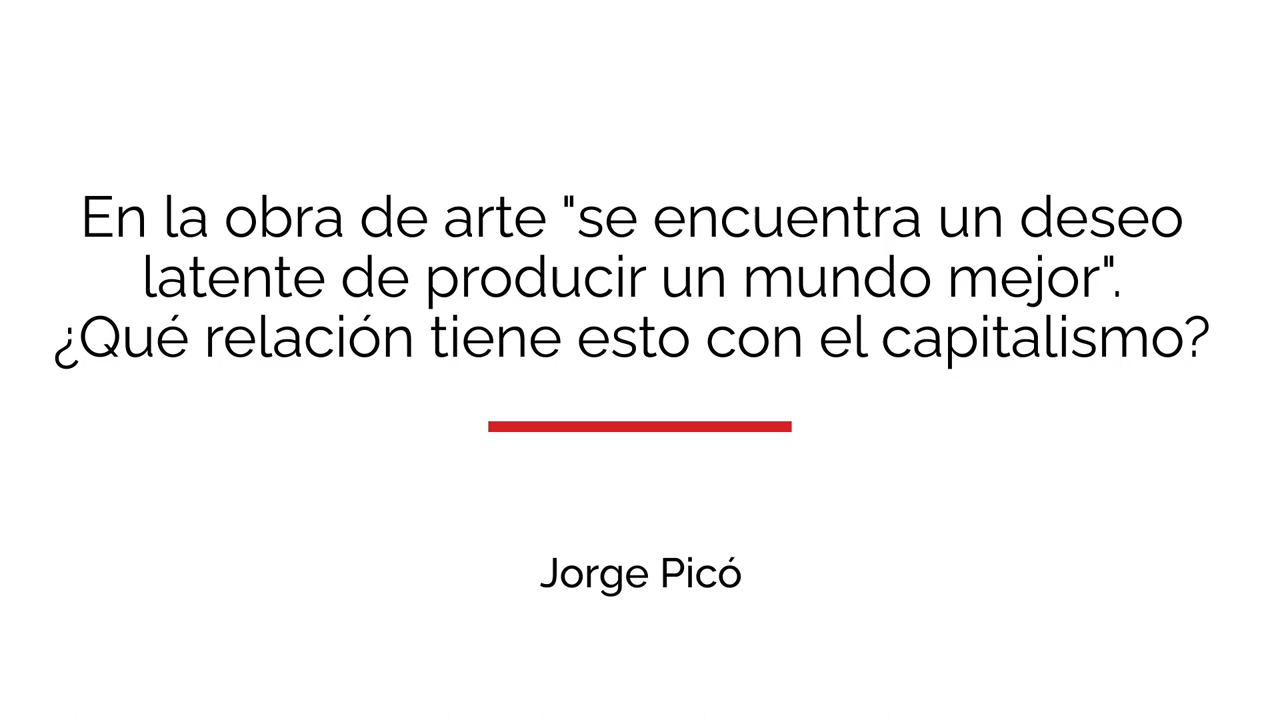 En la obra de arte "se encuentra un deseo
latente de producir un mundo mejor".
¿Qué relación tiene esto con el capitalismo?
Jorge Picó